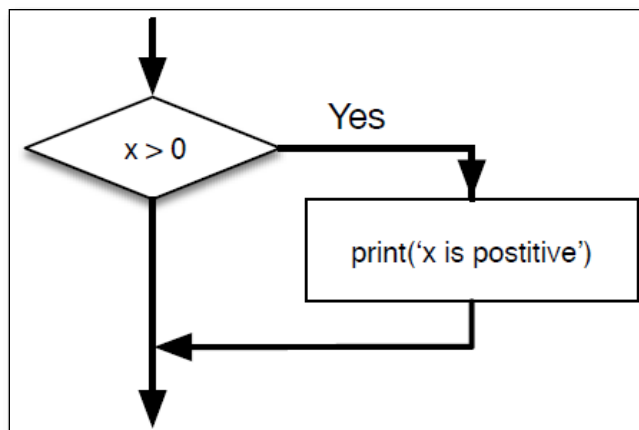 Yes
x > 0
print(‘x is postitive’)